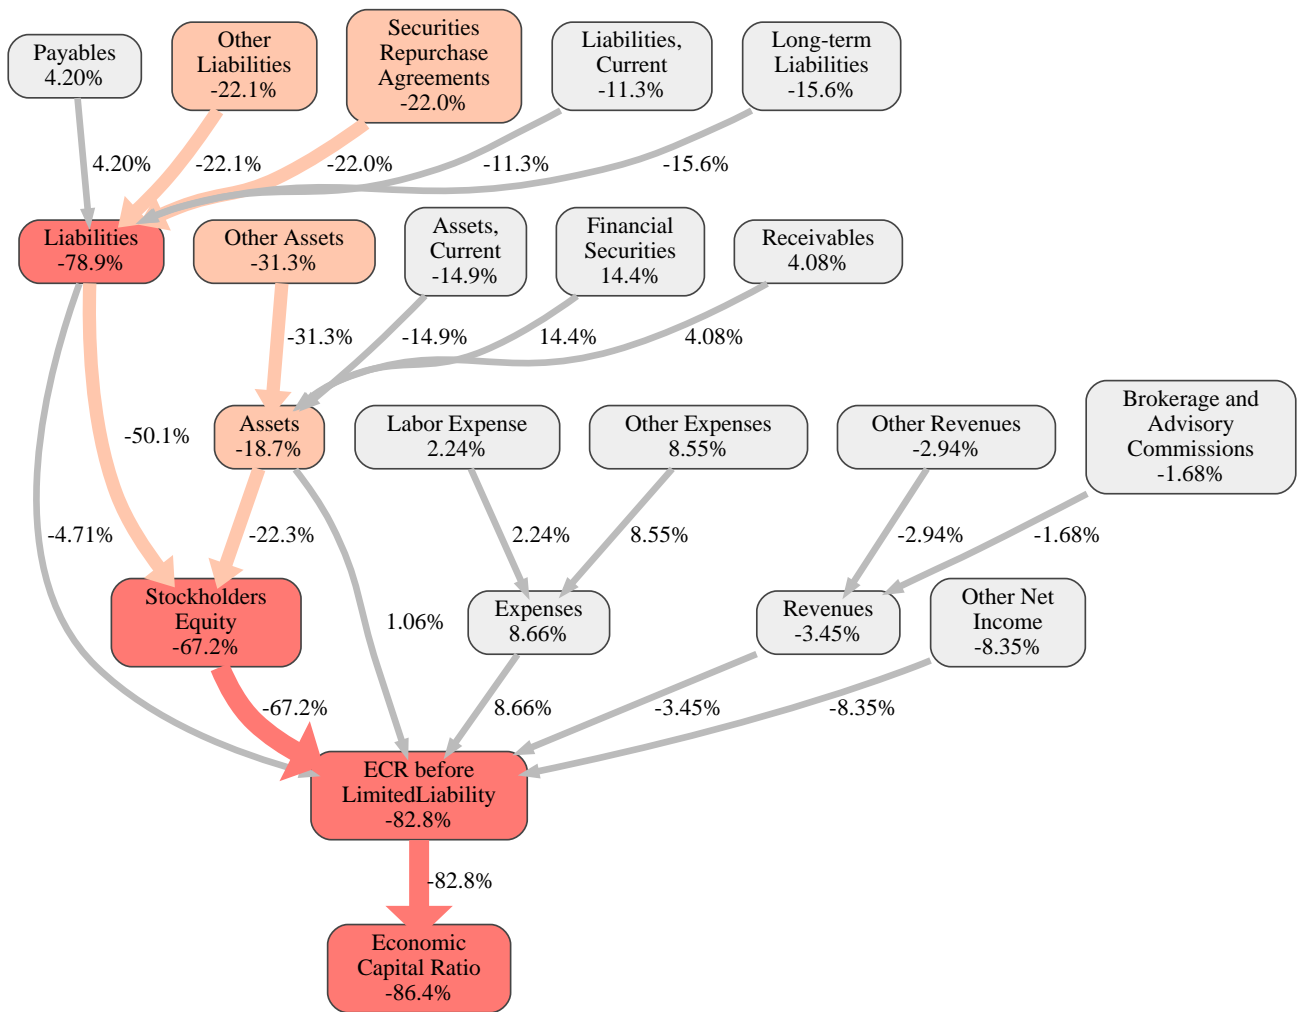 Payables
4.20%
Other
Liabilities
-22.1%
Securities
Repurchase
Agreements
-22.0%
Liabilities,
Current
-11.3%
Long-term
Liabilities
-15.6%
4.20%
-22.1%
-22.0%
-11.3%
-15.6%
Liabilities
-78.9%
Other Assets
-31.3%
Assets,
Current
-14.9%
Financial
Securities
14.4%
Receivables
4.08%
-31.3%
-14.9%
14.4%
4.08%
-50.1%
Assets
-18.7%
Labor Expense
2.24%
Other Expenses
8.55%
Other Revenues
-2.94%
Brokerage and
Advisory
Commissions
-1.68%
-4.71%
-22.3%
2.24%
8.55%
-2.94%
-1.68%
Stockholders
Equity
-67.2%
1.06%
Expenses
8.66%
Revenues
-3.45%
Other Net
Income
-8.35%
-67.2%
8.66%
-3.45%
-8.35%
ECR before
LimitedLiability
-82.8%
-82.8%
Economic
Capital Ratio
-86.4%